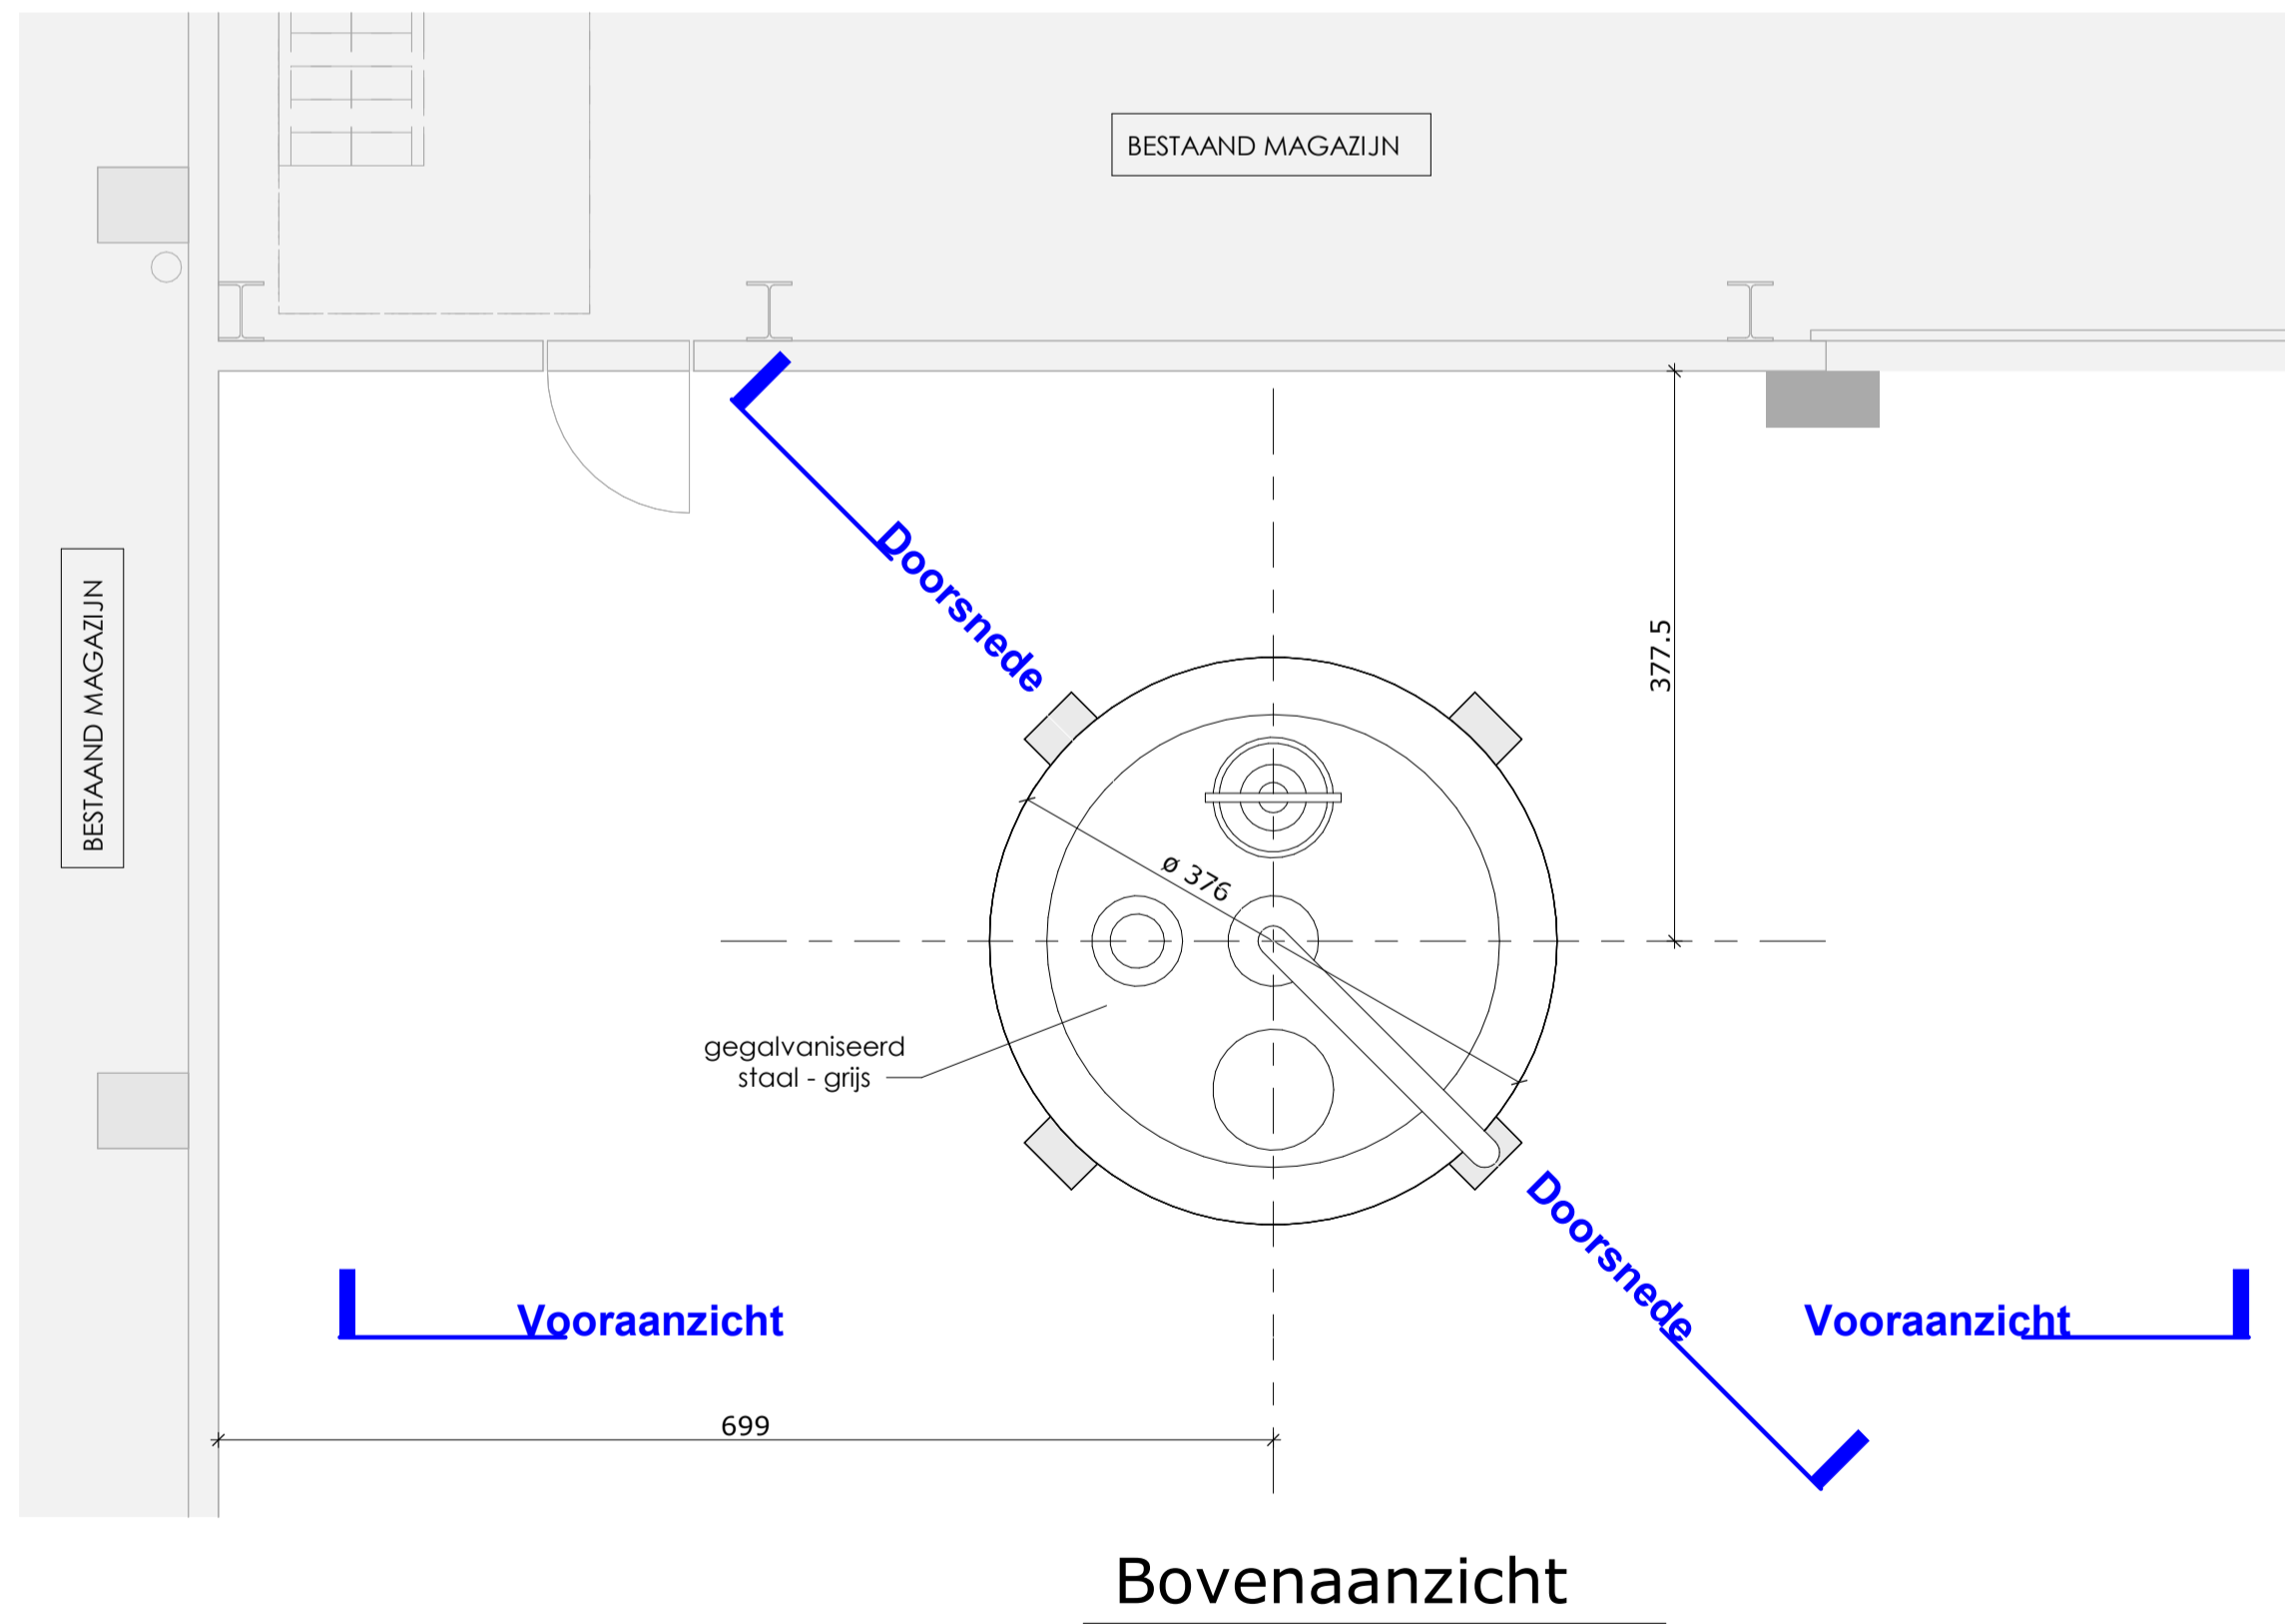 BESTAAND MAGAZIJN
BESTAAND MAGAZIJN
Doorsnede
377.5
ø 376
gegalvaniseerd
staal - grijs
Doorsnede
Vooraanzicht
Vooraanzicht
699
Bovenaanzicht